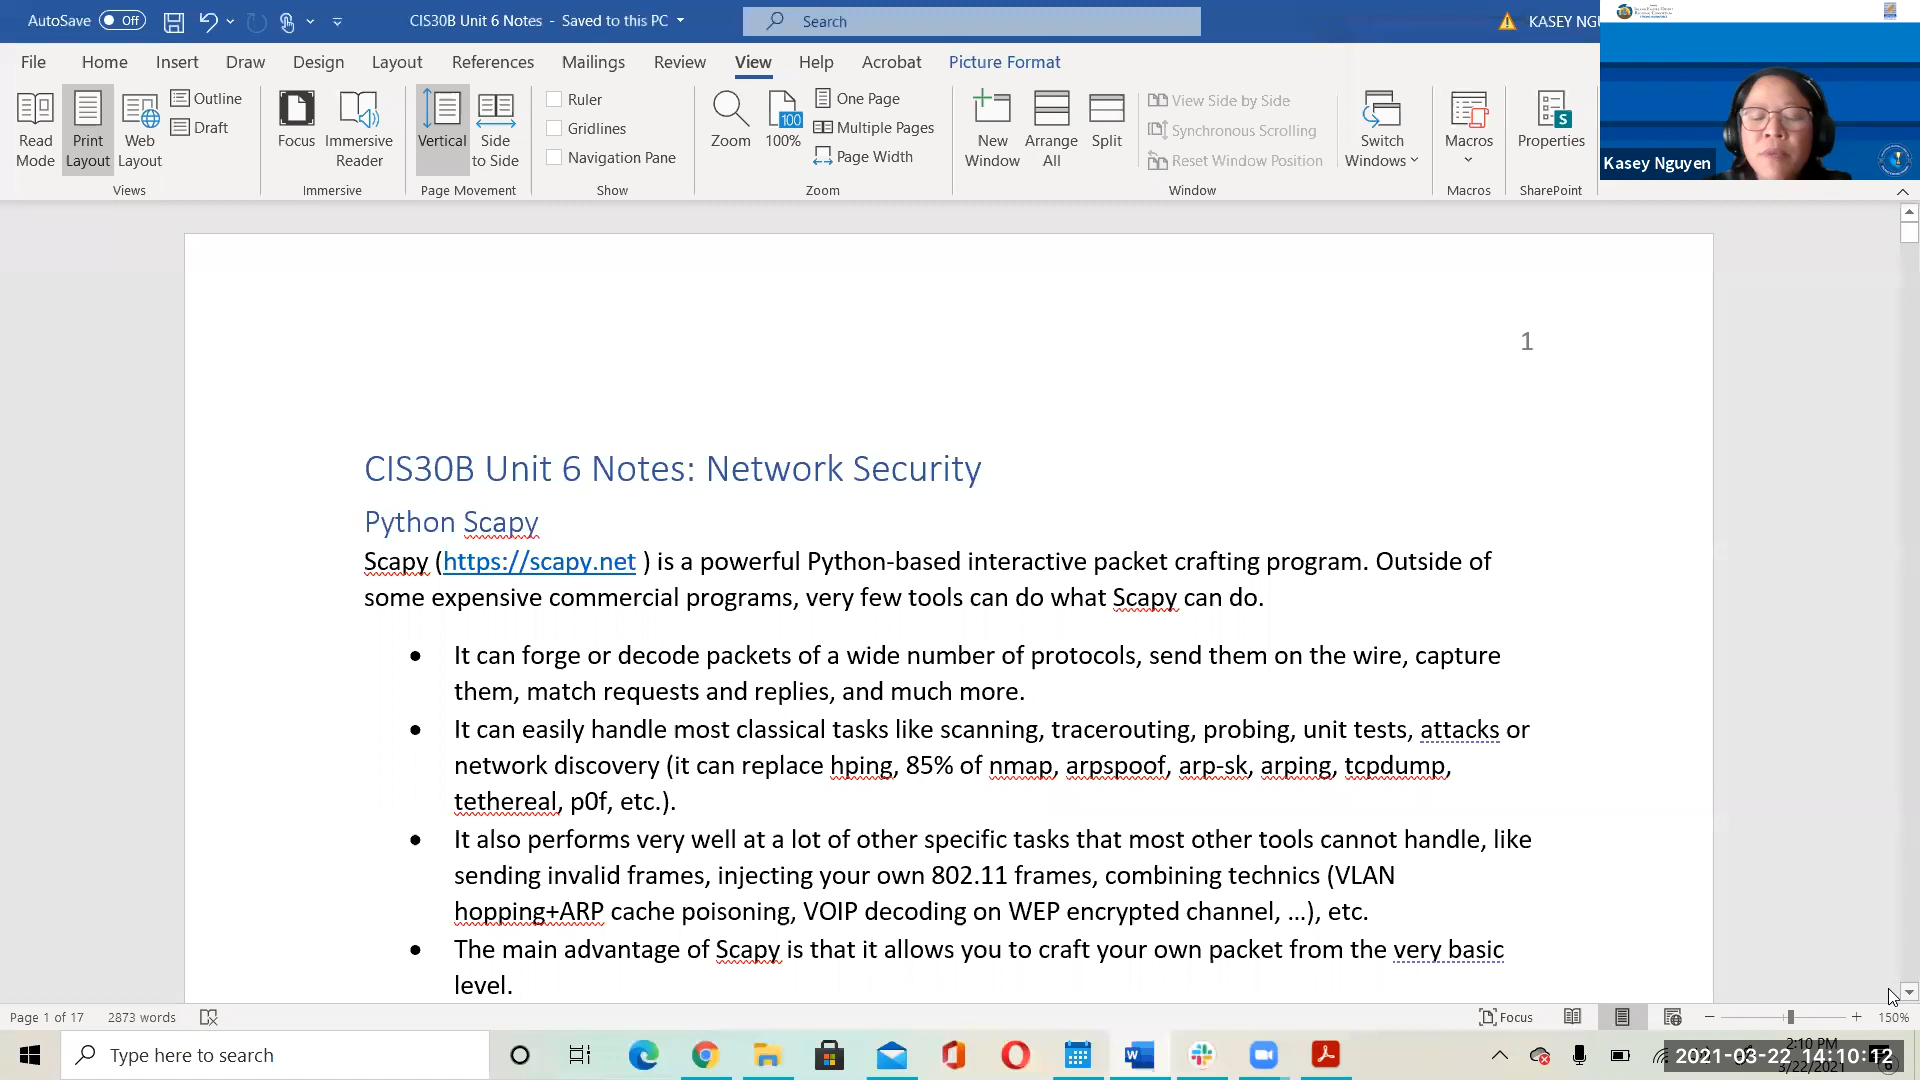 AutoSave Off CIS30B Unit 6 Notes - Saved to this PC Search KASEY NGU
File Home Insert Draw Design Layout References Mailings Review View Help Acrobat Picture Format
Read Mode
Print Layout
Web Layout
Outline
Draft
Views
Focus
Immersive Reader
Immersive
Vertical
Side to Side
Page Movement
Ruler
Gridlines
Navigation Pane
Show
Zoom
100
100%
One Page
Multiple Pages
Page Width
Zoom
New Window
Arrange All
Split
View Side by Side
Synchronous Scrolling
Reset Window Position
Switch Windows
Window
Macros
Macros
S
Properties
SharePoint
Kasey Nguyen
1
CIS30B Unit 6 Notes: Network Security
Python Scapy
Scapy (https://scapy.net ) is a powerful Python-based interactive packet crafting program. Outside of
some expensive commercial programs, very few tools can do what Scapy can do.
• It can forge or decode packets of a wide number of protocols, send them on the wire, capture
them, match requests and replies, and much more.
• It can easily handle most classical tasks like scanning, tracerouting, probing, unit tests, attacks or
network discovery (it can replace hping, 85% of nmap, arpspoof, arp-sk, arping, tcpdump,
tethereal, p0f, etc.).
• It also performs very well at a lot of other specific tasks that most other tools cannot handle, like
sending invalid frames, injecting your own 802.11 frames, combining technics (VLAN
hopping+ARP cache poisoning, VOIP decoding on WEP encrypted channel, …), etc.
• The main advantage of Scapy is that it allows you to craft your own packet from the very basic
level.
Page 1 of 17 2873 words Focus 150%
Type here to search
2:10 PM
2021-03-22 14:10:12
3/22/2021